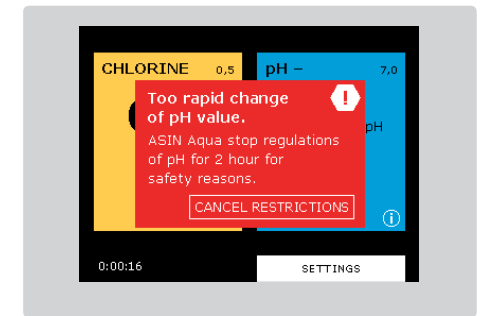 CHLORINE 0,5 pH − 7,0
Too rapid change
of pH value.
!
pH
ASIN Aqua stop regulations
of pH for 2 hour for
safety reasons.
CANCEL RESTRICTIONS
i
0:00:16 SETTINGS